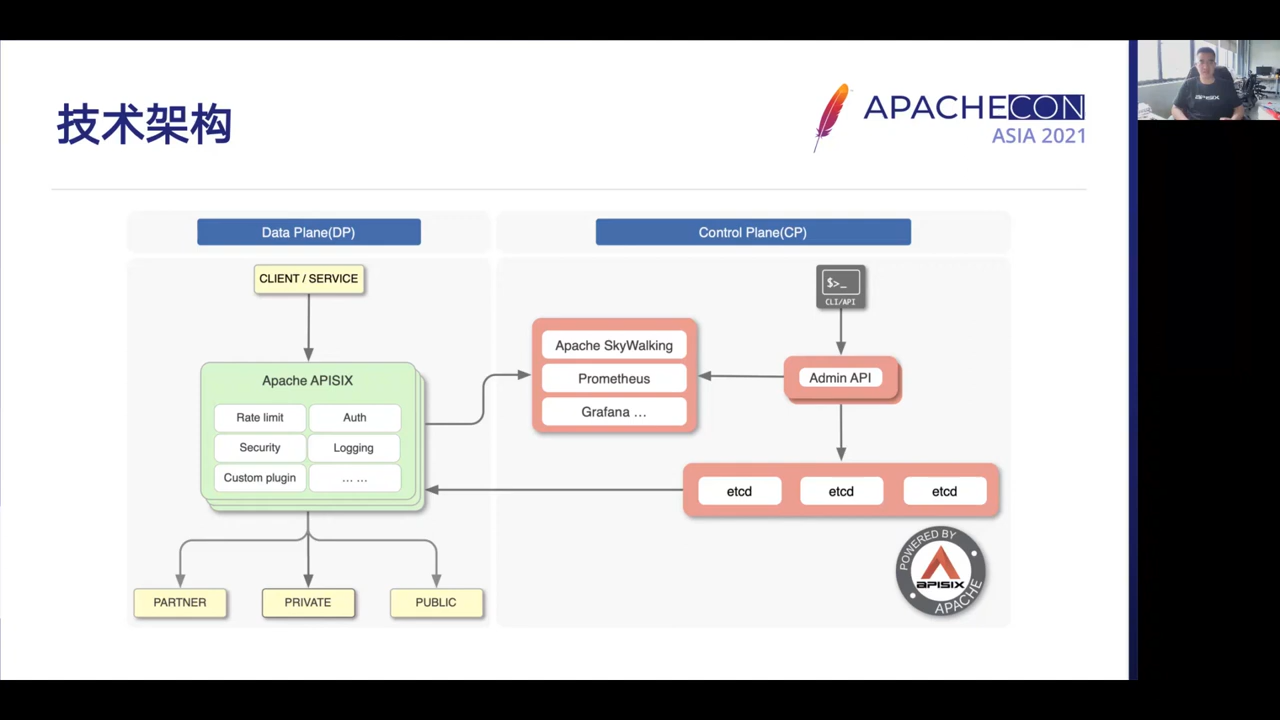 技术架构
APACHECON
ASIA 2021
Data Plane(DP)
Control Plane(CP)
CLIENT / SERVICE
$>_
CLI/API
Apache APISIX
Rate limit
Auth
Security
Logging
Custom plugin
... ...
Apache SkyWalking
Prometheus
Grafana ...
Admin API
etcd
etcd
etcd
PARTNER
PRIVATE
PUBLIC
POWERED BY
APISIX
APACHE
APISIX